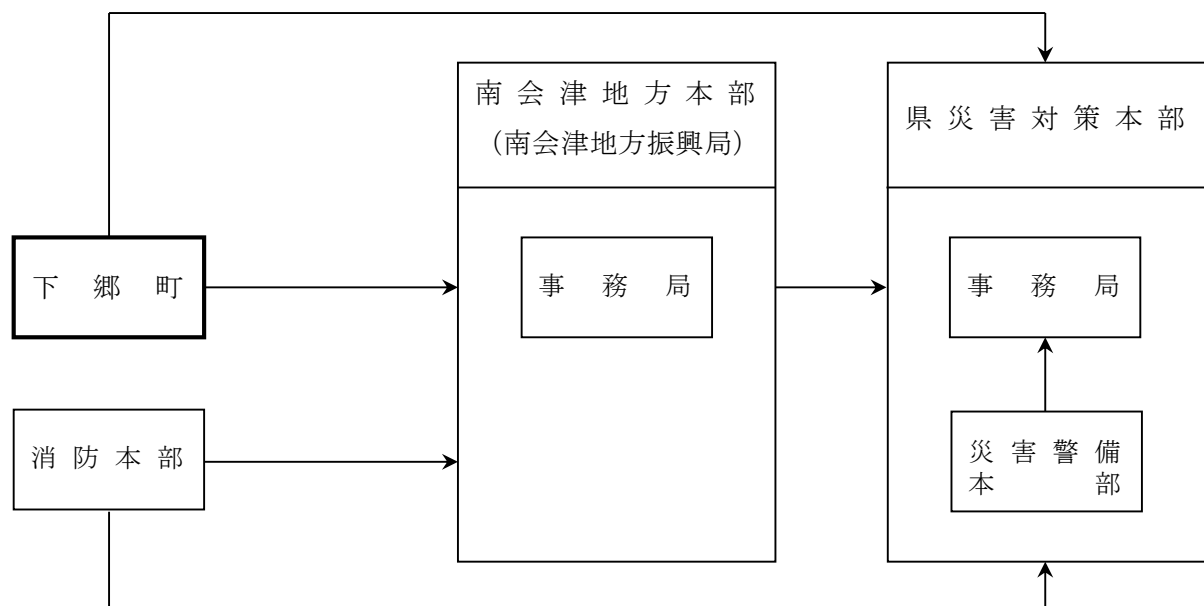 南会津地方本部
（南会津地方振興局）
県災害対策本部
下郷町
事務局
事務局
消防本部
災害警備
本部